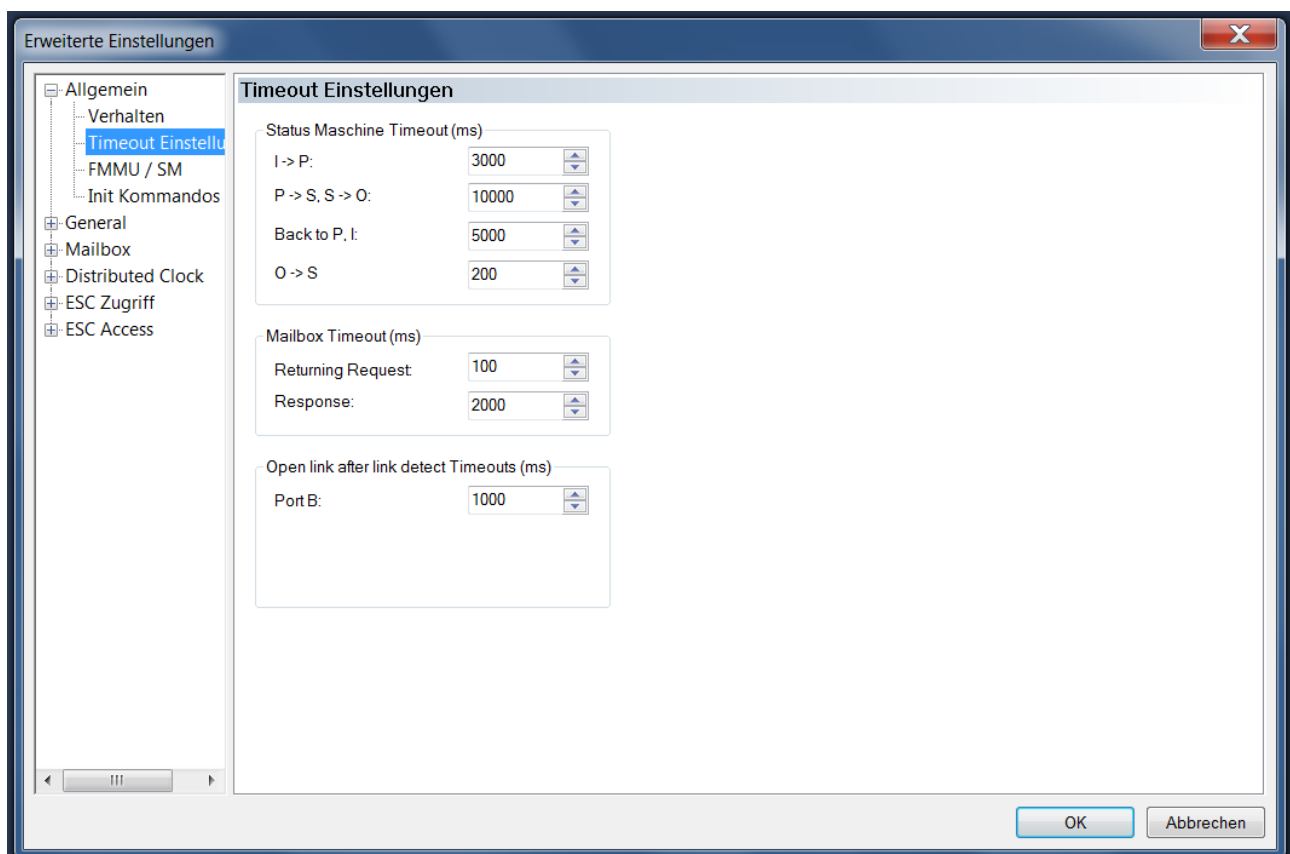 Erweiterte Einstellungen
Allgemein
Verhalten
Timeout Einstellu
FMMU / SM
Init Kommandos
General
Mailbox
Distributed Clock
ESC Zugriff
ESC Access
Timeout Einstellungen
Status Maschine Timeout (ms)
I -> P: 3000
P -> S, S -> O: 10000
Back to P, I: 5000
O -> S 200
Mailbox Timeout (ms)
Returning Request: 100
Response: 2000
Open link after link detect Timeouts (ms)
Port B: 1000
OK Abbrechen